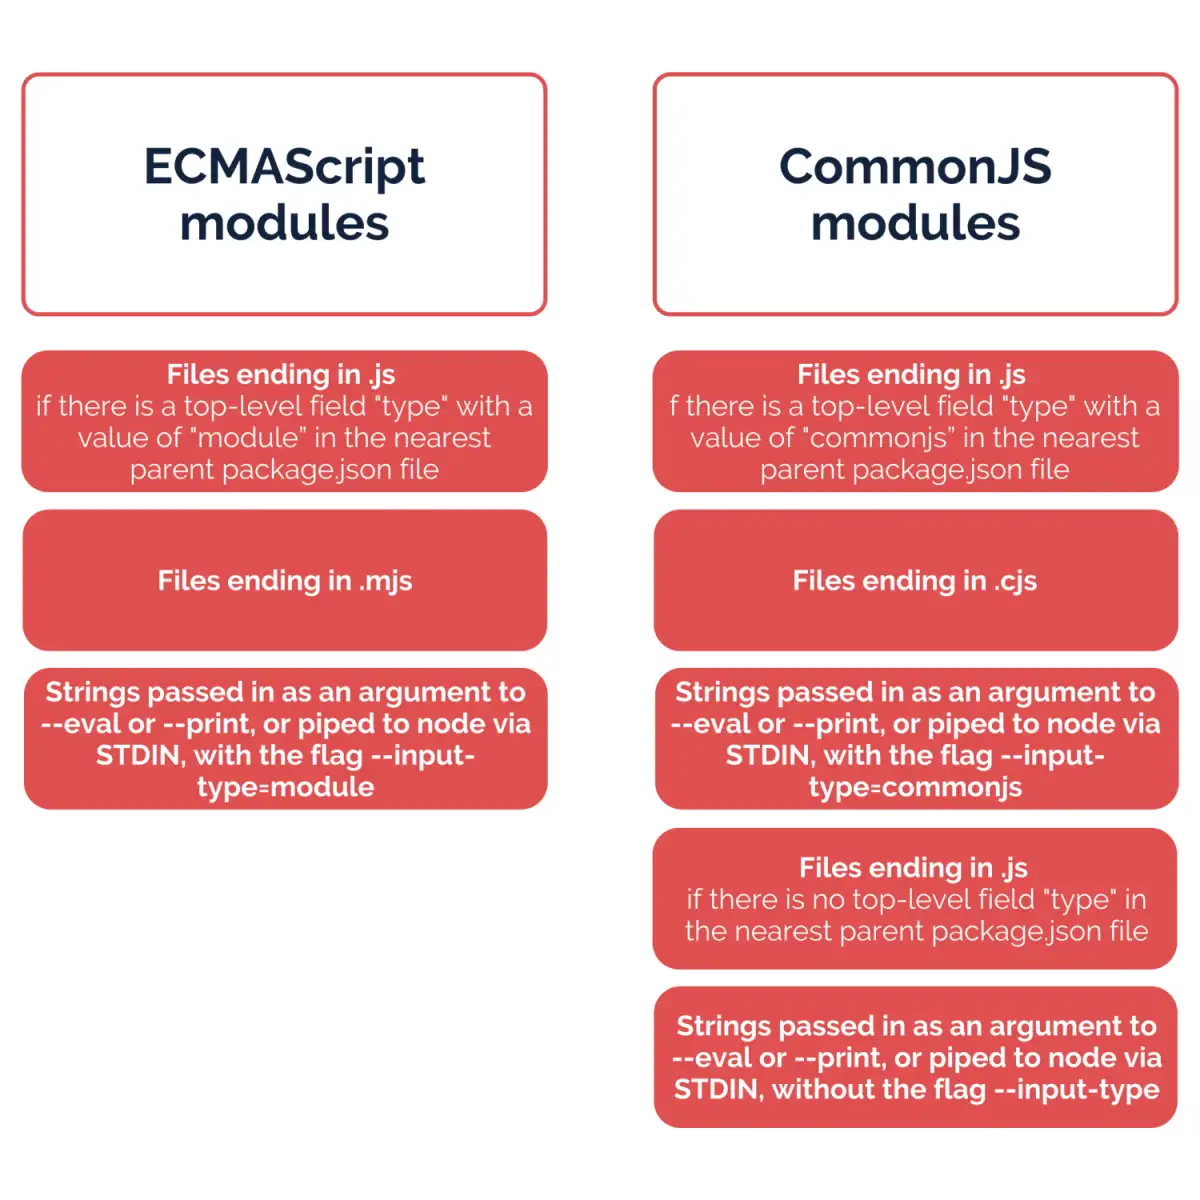 ECMAScript
modules
Files ending in .js
if there is a top-level field "type" with a
value of "module” in the nearest
parent package.json file
Files ending in .mjs
Strings passed in as an argument to
--eval or --print, or piped to node via
STDIN, with the flag --input-
type=module
CommonJS
modules
Files ending in .js
f there is a top-level field "type" with a
value of "commonjs” in the nearest
parent package.json file
Files ending in .cjs
Strings passed in as an argument to
--eval or --print, or piped to node via
STDIN, with the flag --input-
type=commonjs
Files ending in .js
if there is no top-level field "type" in
the nearest parent package.json file
Strings passed in as an argument to
--eval or --print, or piped to node via
STDIN, without the flag --input-type